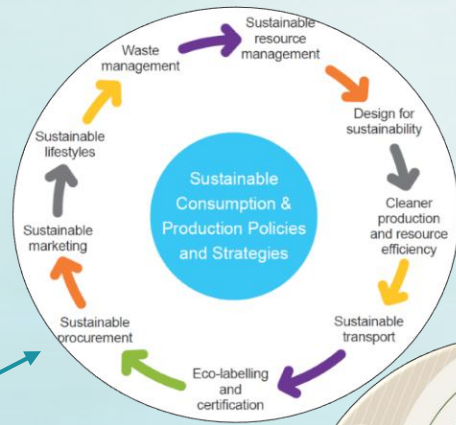 Sustainable
resource
management
Design for
sustainability
Cleaner
production
and resource
efficiency
Sustainable
transport
Eco-labelling
and
certification
Sustainable
procurement
Sustainable
marketing
Sustainable
lifestyles
Waste
management
Sustainable
Consumption &
Production Policies
and Strategies